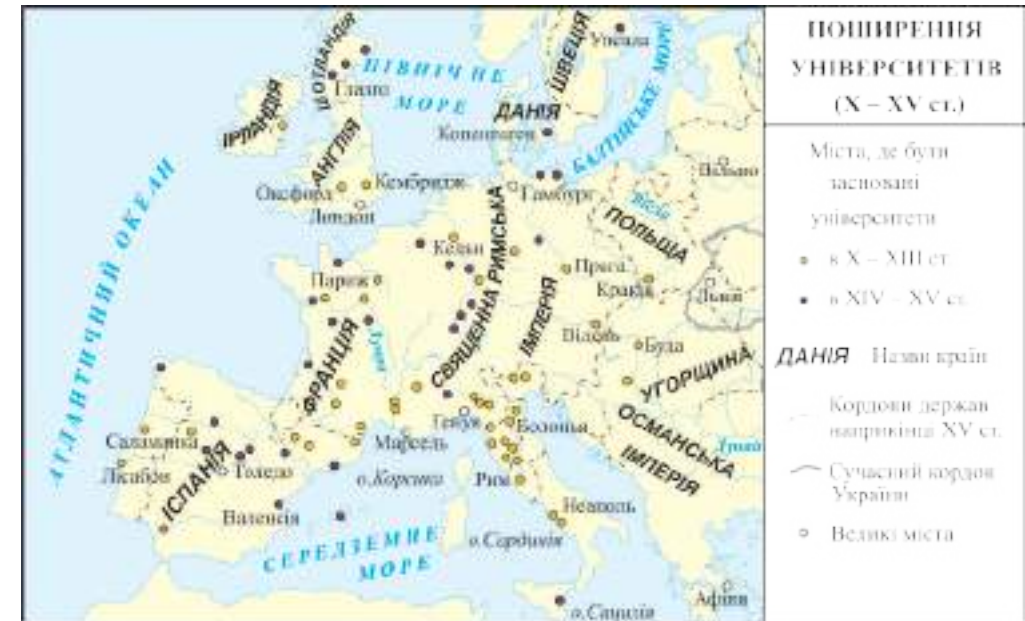 ПОШИРЕННЯ
УНІВЕРСИТЕТІВ
(X – XV ст.)
Міста, де були
засновані
університети
в X – XIII ст.
в XIV – XV ст.
ДАНІЯ Назви країн
Кордони держав
наприкінці XV ст.
Сучасний кордон
України
Великі міста
АТЛАНТИЧНИЙ ОКЕАН
ПІВНІЧНЕ
МОРЕ
БАЛТІЙСЬКЕ МОРЕ
СЕРЕДЗЕМНЕ
МОРЕ
ШОТЛАНДІЯ
ІРЛАНДІЯ
АНГЛІЯ
ШВЕЦІЯ
ДАНІЯ
ПОЛЬЩА
СВЯЩЕННА РИМСЬКА
ІМПЕРІЯ
ФРАНЦІЯ
ІСПАНІЯ
УГОРЩИНА
ОСМАНСЬКА
ІМПЕРІЯ
Упсала
Глазго
Копенгаген
Вільно
Оксфорд
Кембридж
Лондон
Гамбург
Вісла
Кельн
Париж
Прага
Краків
Львів
Відень
Буда
Дунай
Генуя
Болонья
Марсель
Саламанка
Лісабон
Толедо
Валенсія
о.Корсика
Рим
Неаполь
о.Сардинія
о.Сицилія
Афіни